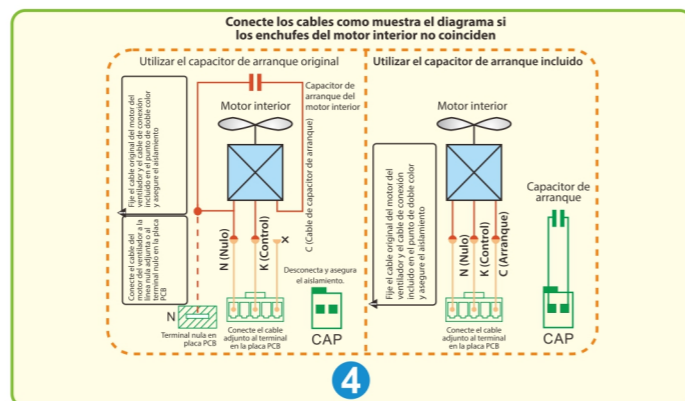 Conecte los cables como muestra el diagrama si
los enchufes del motor interior no coinciden
Utilizar el capacitor de arranque original
Capacitor de
arranque del
motor interior
Motor interior
Fije el cable original del motor del
ventilador y el cable de conexión
incluido en el punto de doble color
y asegure el aislamiento
Conecte el cable del
motor del ventilador a la
línea nula adjunta o al
terminal nulo en la placa
PCB
N (Nulo)
K (Control)
C (Cable de capacitor de arranque)
×
Desconecta y asegura
el aislamiento.
N
Terminal nula en
placa PCB
Conecte el cable
adjunto al terminal
en la placa PCB
CAP
Utilizar el capacitor de arranque incluido
Motor interior
Fije el cable original del motor del
ventilador y el cable de conexión
incluido en el punto de doble color
y asegure el aislamiento
N (Nulo)
K (Control)
C (Arranque)
Capacitor de
arranque
Conecte el cable
adjunto al terminal
en la placa PCB
CAP
4